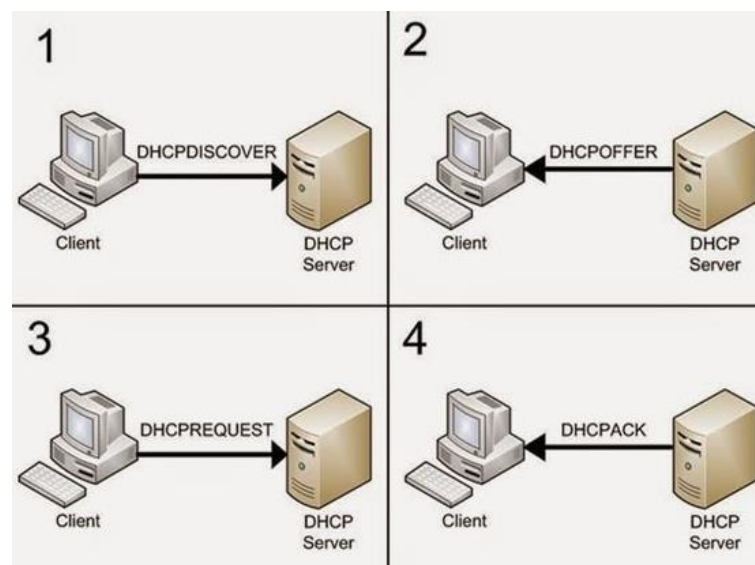 1
DHCPDISCOVER
Client
DHCP
Server
2
DHCPOFFER
Client
DHCP
Server
3
DHCPREQUEST
Client
DHCP
Server
4
DHCPACK
Client
DHCP
Server